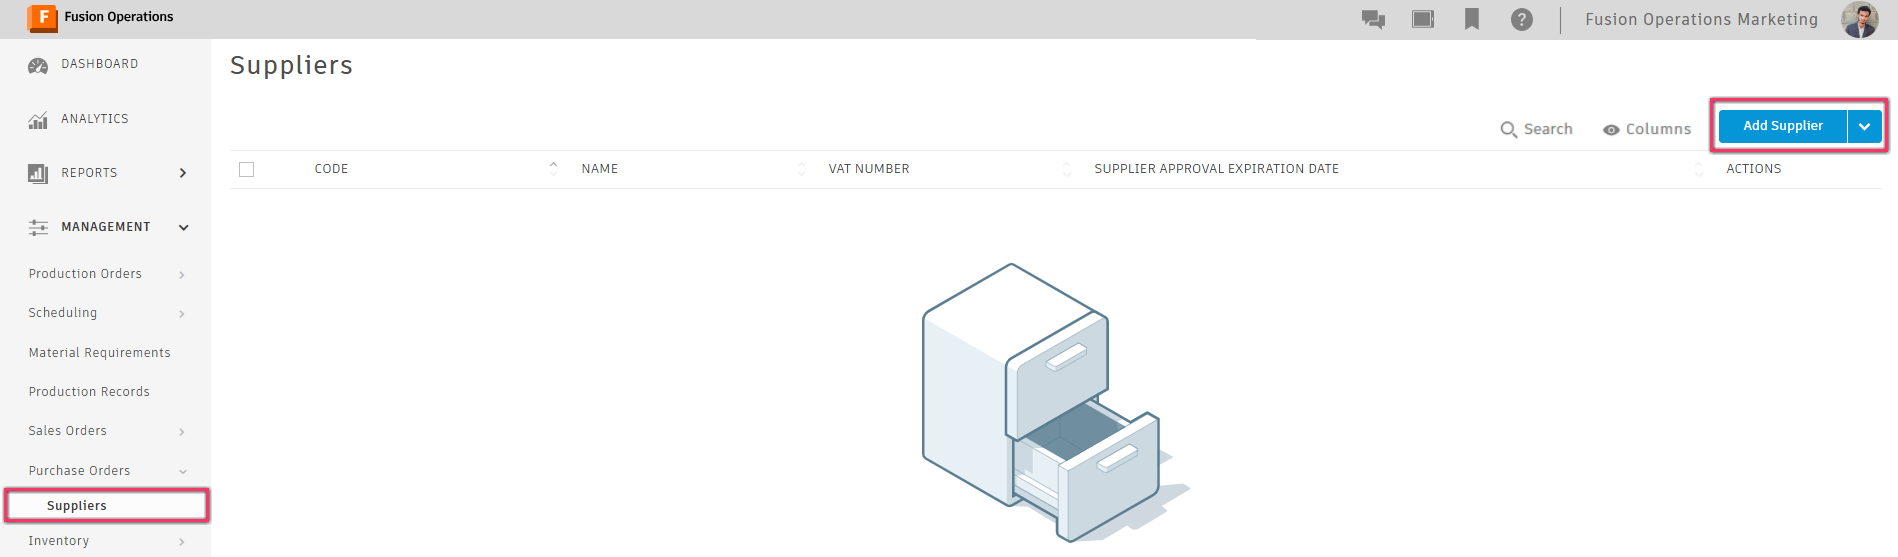 F Fusion Operations
? Fusion Operations Marketing
DASHBOARD
ANALYTICS
REPORTS
MANAGEMENT
Production Orders
Scheduling
Material Requirements
Production Records
Sales Orders
Purchase Orders
Suppliers
Inventory
Suppliers
Search Columns Add Supplier
CODE NAME VAT NUMBER SUPPLIER APPROVAL EXPIRATION DATE ACTIONS